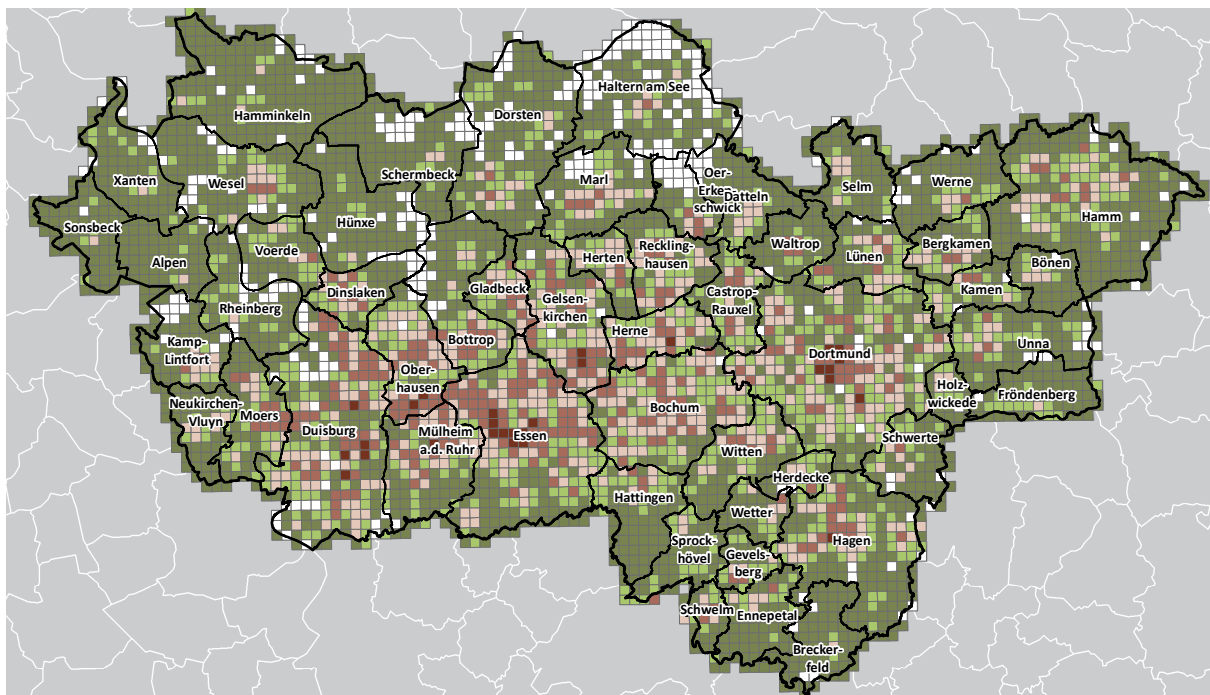 Haltern am See
Hamminkeln
Dorsten
Xanten
Wesel
Schermbeck
Marl
Oer-
Erken-
schwick
Datteln
Selm
Werne
Hamm
Sonsbeck
Hünxe
Voerde
Alpen
Herten
Reckling-
hausen
Waltrop
Lünen
Bergkamen
Bönen
Rheinberg
Dinslaken
Gladbeck
Gelsen-
kirchen
Castrop-
Rauxel
Kamen
Kamp-
Lintfort
Bottrop
Herne
Dortmund
Unna
Ober-
hausen
Holz-
wickede
Fröndenberg
Neukirchen-
Vluyn
Moers
Duisburg
Mülheim
a.d. Ruhr
Essen
Bochum
Witten
Schwerte
Herdecke
Hattingen
Wetter
Hagen
Sprock-
hövel
Gevels-
berg
Schwelm
Ennepetal
Brecker-
feld